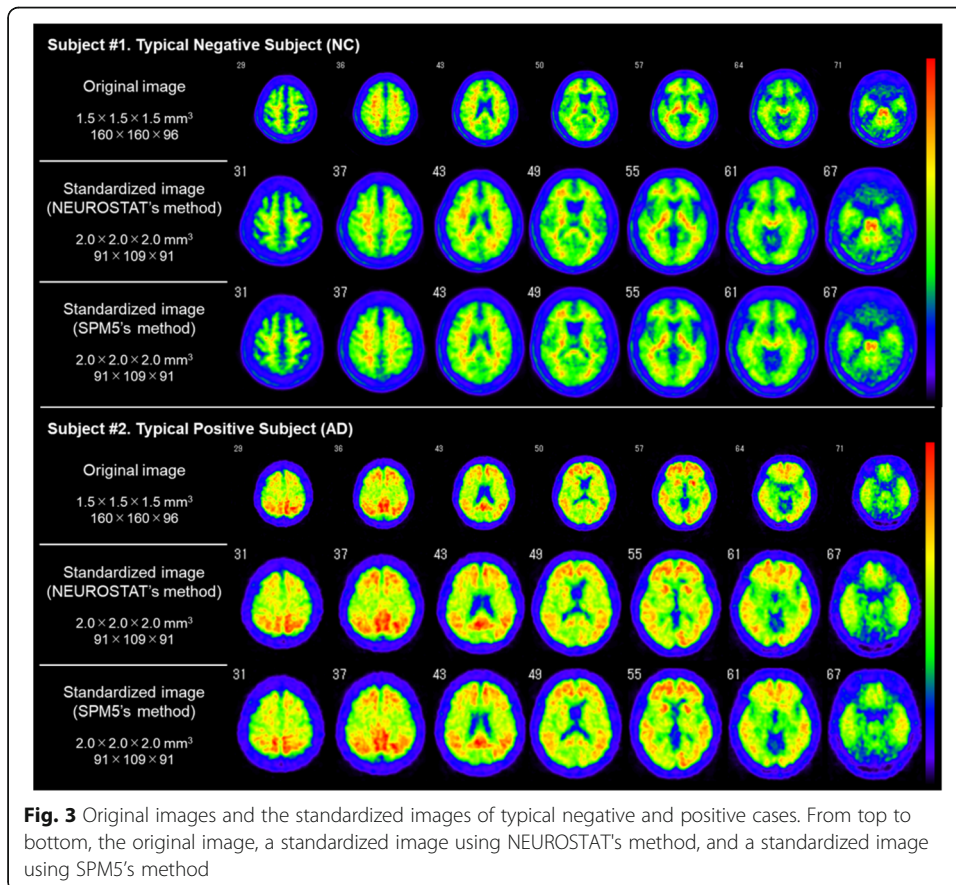 Subject #1. Typical Negative Subject (NC)
29 36 43 50 57 64 71
Original image
1.5×1.5×1.5 mm³
160×160×96
31 37 43 49 55 61 67
Standardized image
(NEUROSTAT's method)
2.0×2.0×2.0 mm³
91×109×91
31 37 43 49 55 61 67
Standardized image
(SPM5's method)
2.0×2.0×2.0 mm³
91×109×91
Subject #2. Typical Positive Subject (AD)
29 36 43 50 57 64 71
Original image
1.5×1.5×1.5 mm³
160×160×96
31 37 43 49 55 61 67
Standardized image
(NEUROSTAT's method)
2.0×2.0×2.0 mm³
91×109×91
31 37 43 49 55 61 67
Standardized image
(SPM5's method)
2.0×2.0×2.0 mm³
91×109×91
Fig. 3 Original images and the standardized images of typical negative and positive cases. From top to
bottom, the original image, a standardized image using NEUROSTAT's method, and a standardized image
using SPM5's method